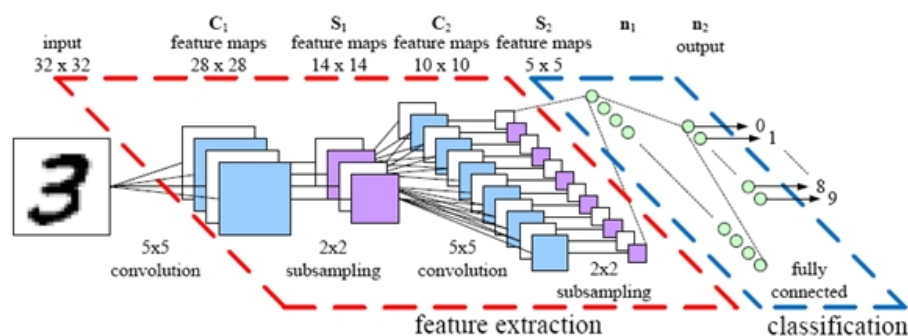 C₁
feature maps
28 x 28
S₁
feature maps
14 x 14
C₂
feature maps
10 x 10
S₂
feature maps
5 x 5
n₁
n₂
output
input
32 x 32
0
1
8
9
3
5x5
convolution
2x2
subsampling
5x5
convolution
2x2
subsampling
fully
connected
feature extraction
classification